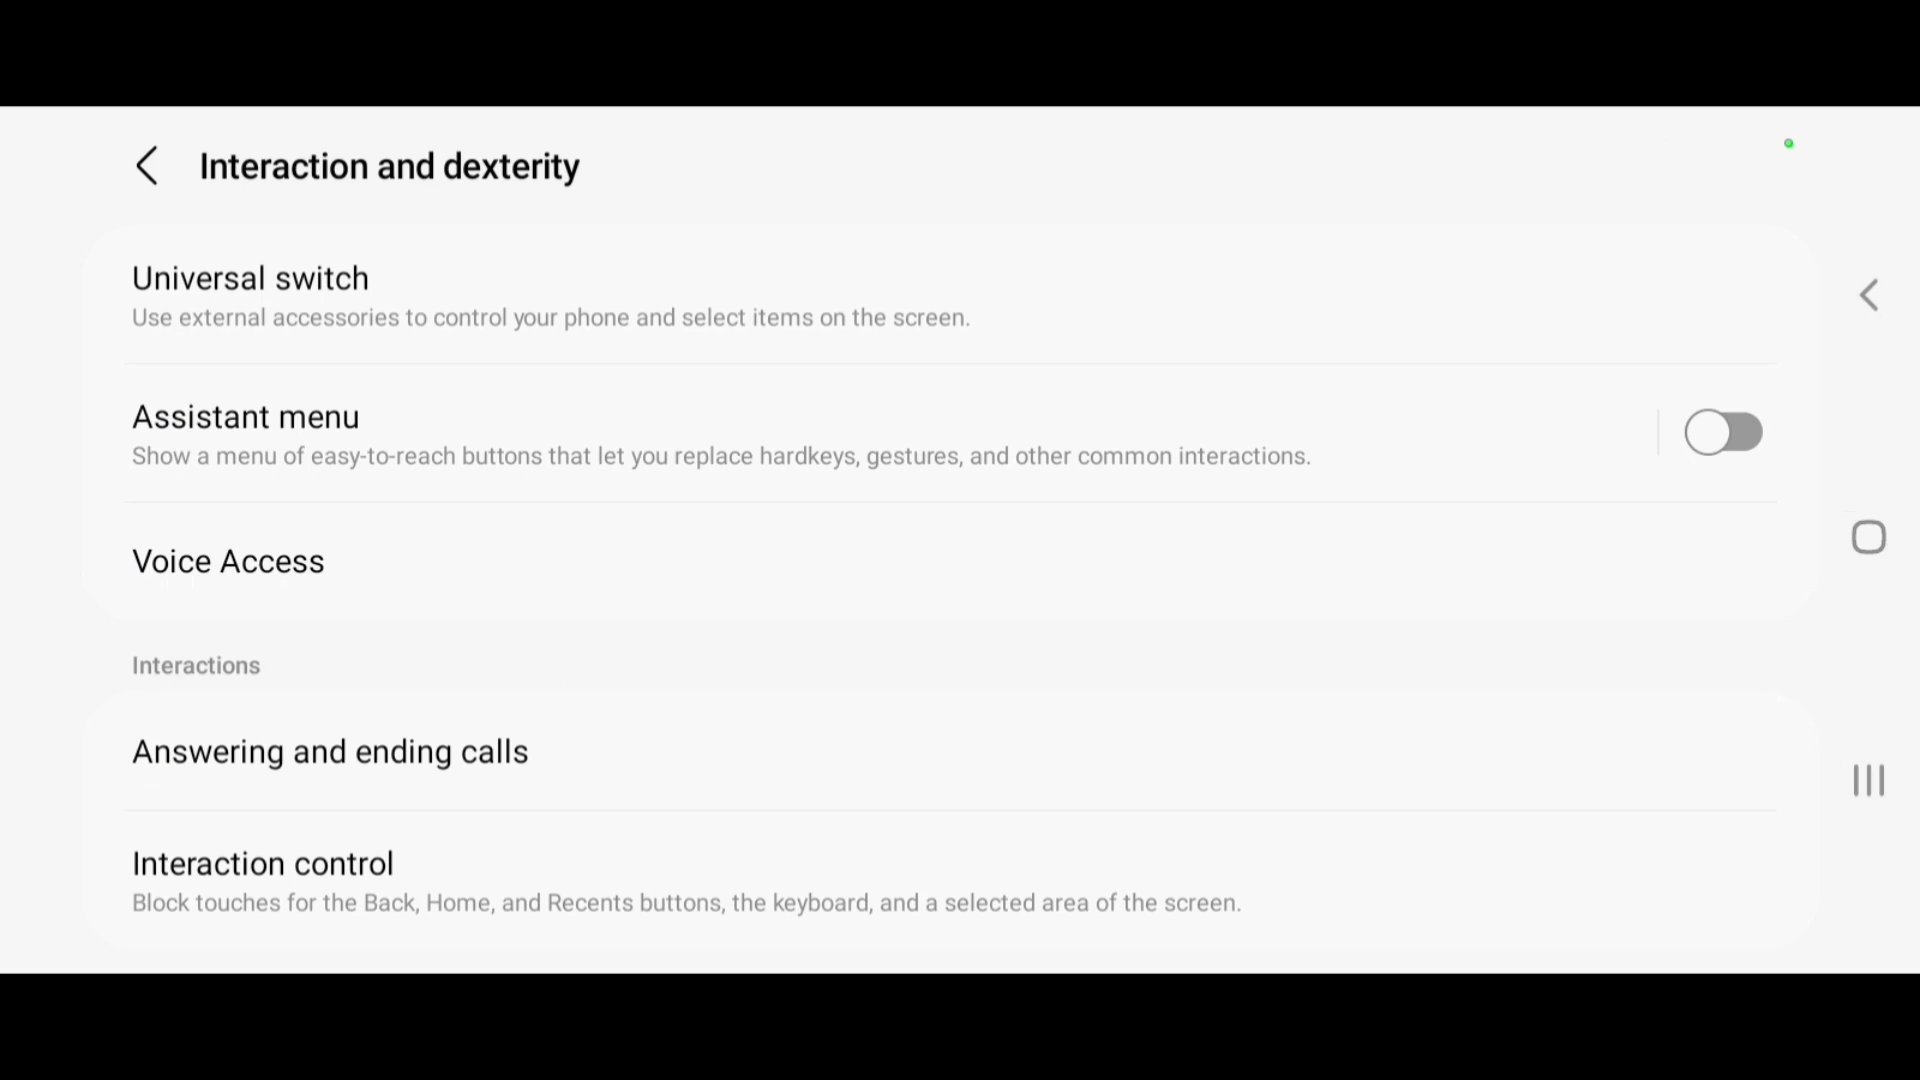 Interaction and dexterity
Universal switch
Use external accessories to control your phone and select items on the screen.
Assistant menu
Show a menu of easy-to-reach buttons that let you replace hardkeys, gestures, and other common interactions.
Voice Access
Interactions
Answering and ending calls
Interaction control
Block touches for the Back, Home, and Recents buttons, the keyboard, and a selected area of the screen.